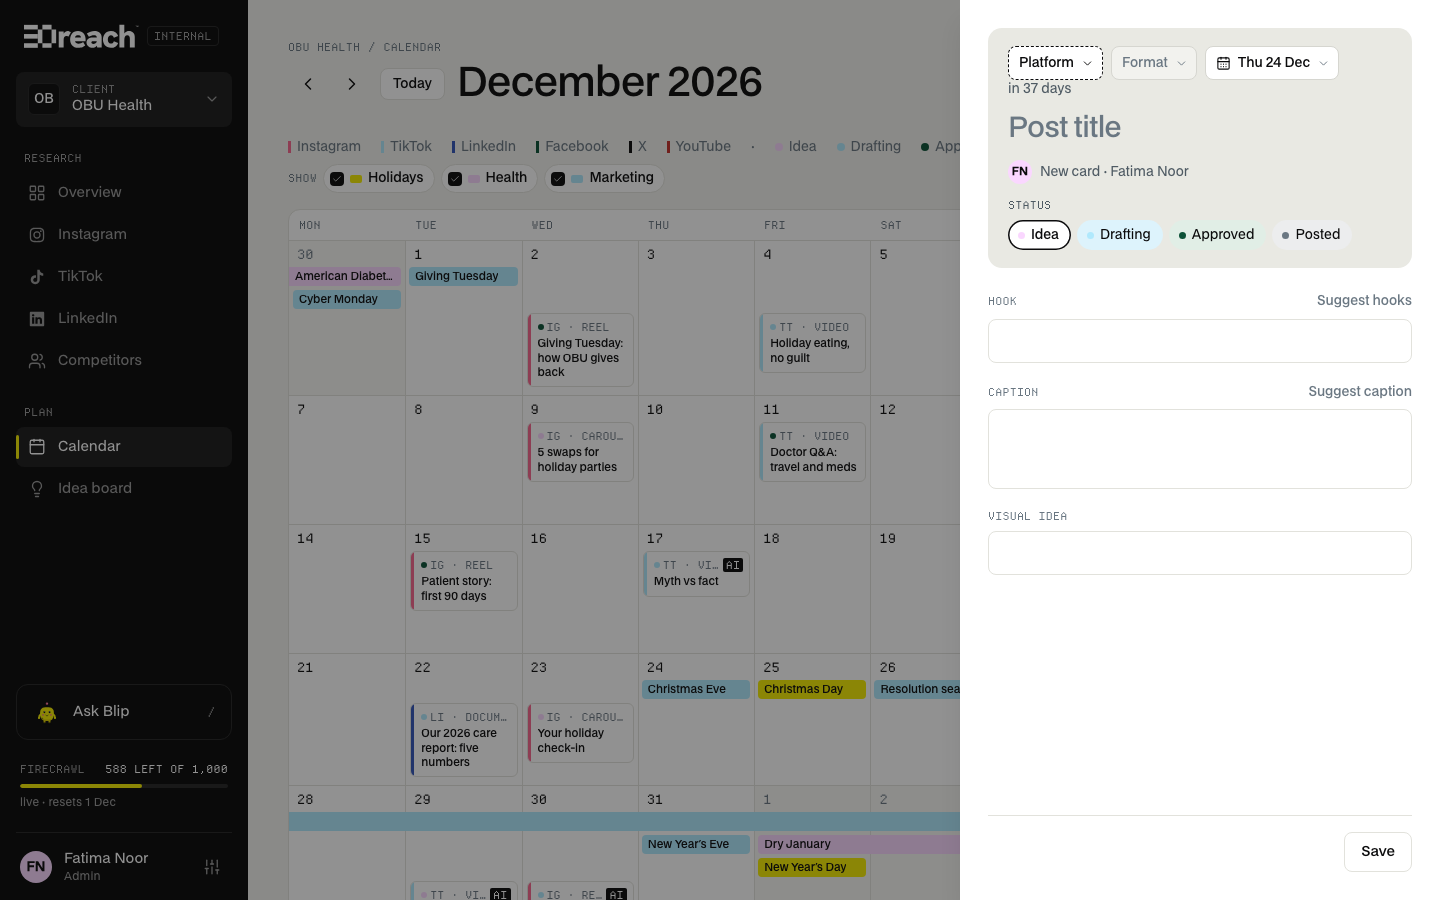 reach
INTERNAL
OB
CLIENT
OBU Health
RESEARCH
Overview
Instagram
TikTok
LinkedIn
Competitors
PLAN
Calendar
Idea board
Ask Blip
/
FIRECRAWL 588 LEFT OF 1,000
live · resets 1 Dec
FN
Fatima Noor
Admin
OBU HEALTH / CALENDAR
Today
December 2026
Instagram TikTok LinkedIn Facebook X YouTube · Idea Drafting App
SHOW Holidays Health Marketing
MON TUE WED THU FRI SAT
30 1 2 3 4 5
American Diabet… Giving Tuesday
Cyber Monday
IG · REEL
Giving Tuesday:
how OBU gives
back
TT · VIDEO
Holiday eating,
no guilt
7 8 9 10 11 12
IG · CAROU…
5 swaps for
holiday parties
TT · VIDEO
Doctor Q&A:
travel and meds
14 15 16 17 18 19
IG · REEL
Patient story:
first 90 days
TT · VI… AI
Myth vs fact
21 22 23 24 25 26
Christmas Eve Christmas Day Resolution sea
LI · DOCUM…
Our 2026 care
report: five
numbers
IG · CAROU…
Your holiday
check-in
28 29 30 31 1 2
New Year's Eve Dry January
New Year's Day
TT · VI… AI
IG · RE… AI
Platform Format Thu 24 Dec
in 37 days
Post title
FN New card · Fatima Noor
STATUS
Idea Drafting Approved Posted
HOOK Suggest hooks
CAPTION Suggest caption
VISUAL IDEA
Save